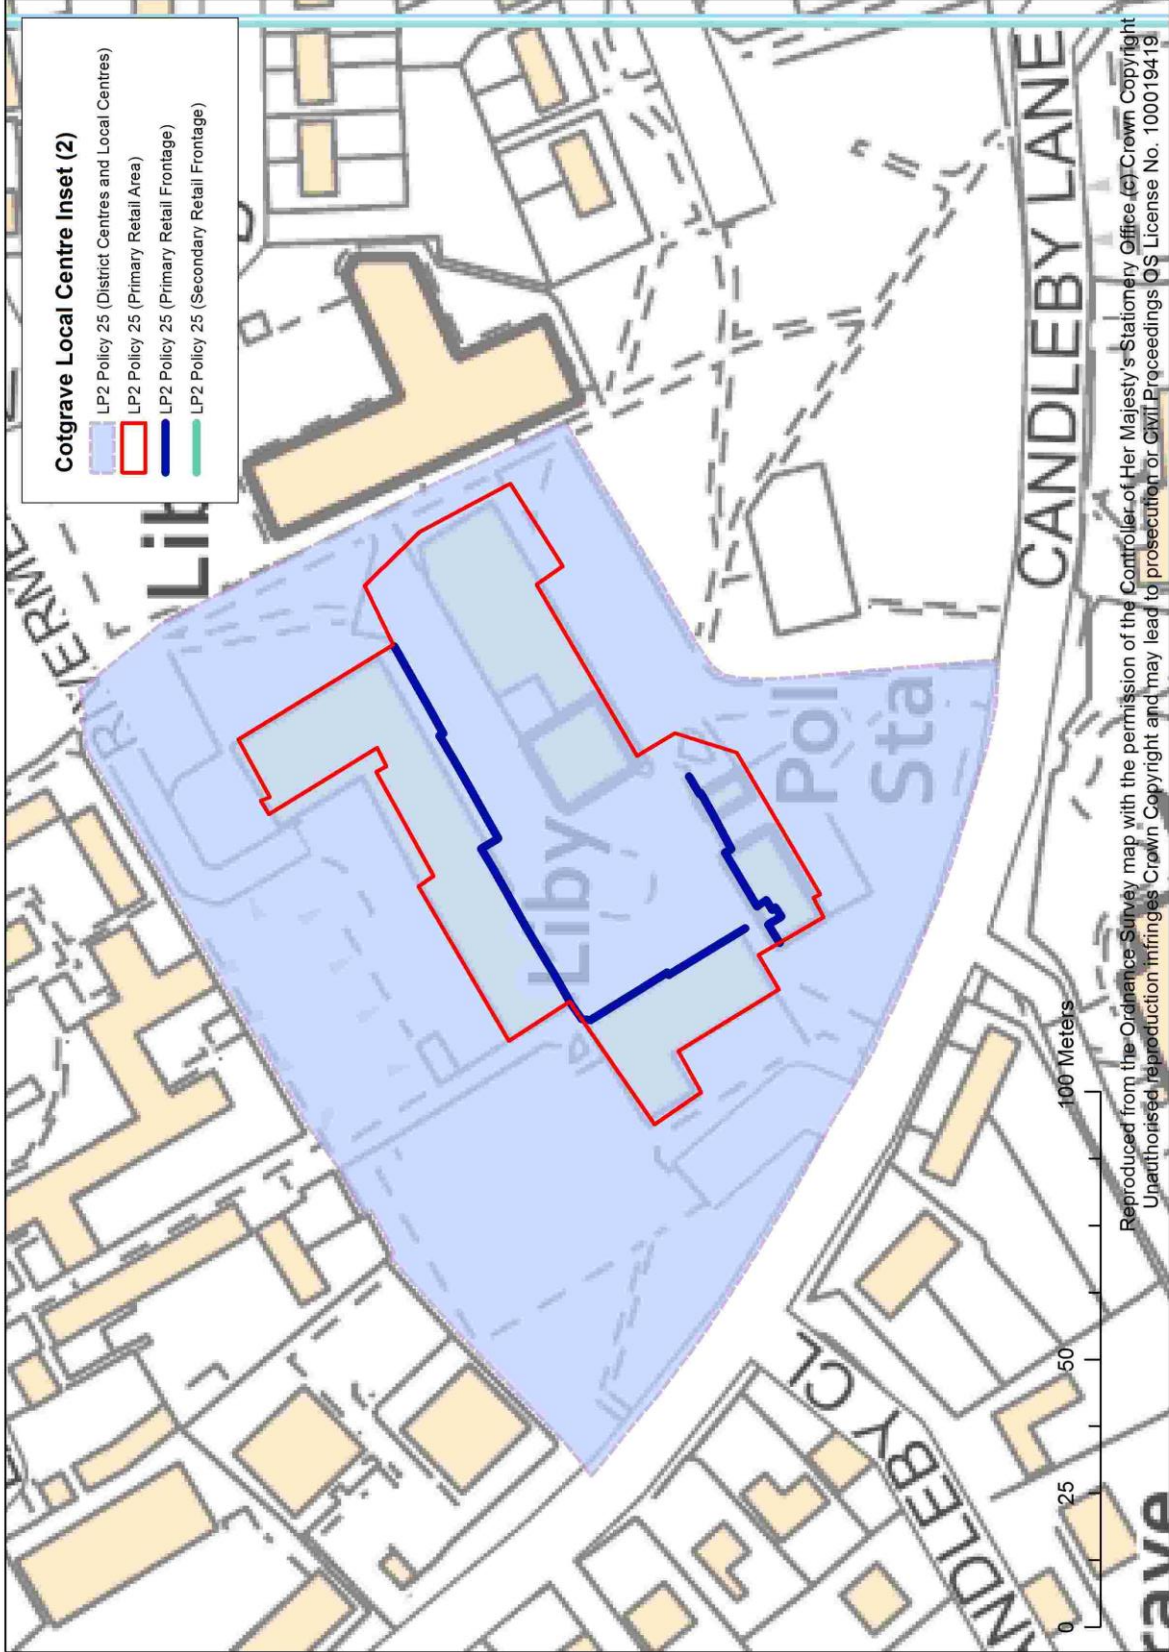 Cotgrave Local Centre Inset (2)
LP2 Policy 25 (District Centres and Local Centres)
LP2 Policy 25 (Primary Retail Area)
LP2 Policy 25 (Primary Retail Frontage)
LP2 Policy 25 (Secondary Retail Frontage)
Lib
Liby
Pol
Sta
CANDLEBY LANE
CL
NDLEBY
0 25 50 100 Meters
Reproduced from the Ordnance Survey map with the permission of the Controller of Her Majesty's Stationery Office (c) Crown Copyright
Unauthorised reproduction infringes Crown Copyright and may lead to prosecution or Civil Proceedings OS License No. 100019419